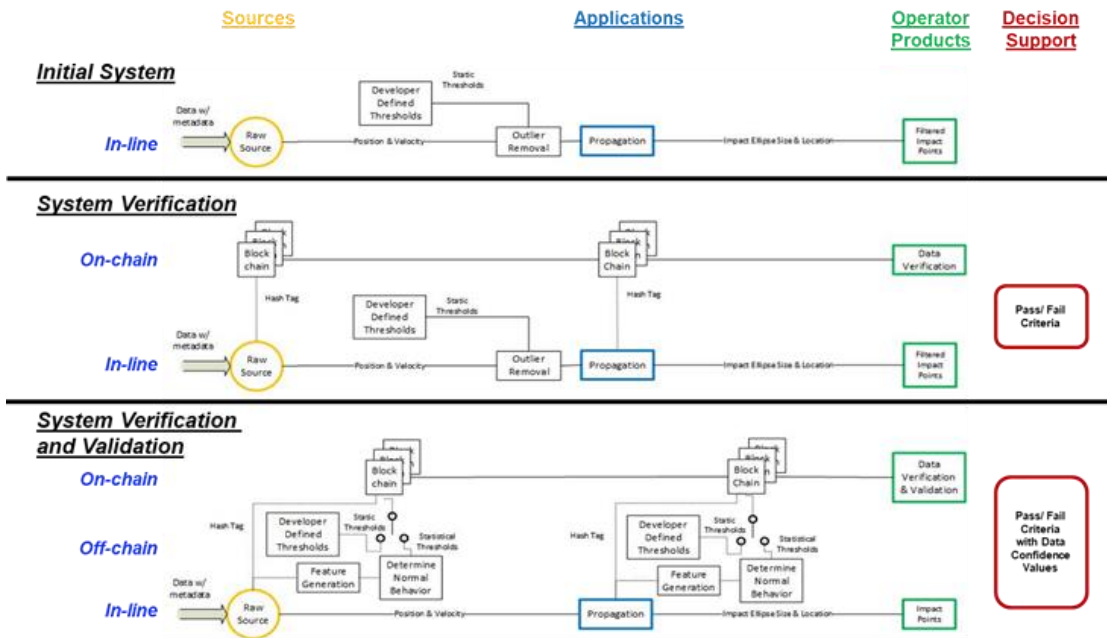 Sources
Applications
Operator
Products
Decision
Support
Initial System
Static
Thresholds
Developer
Defined
Thresholds
Data w/
metadata
In-line
Raw
Source
Position & Velocity
Outlier
Removal
Propagation
Impact Ellipse Size & Location
Filtered
Impact
Points
System Verification
On-chain
Block
chain
Block
Chain
Data
Verification
Hash Tag
Hash Tag
Static
Thresholds
Developer
Defined
Thresholds
Pass/ Fail
Criteria
Data w/
metadata
In-line
Raw
Source
Position & Velocity
Outlier
Removal
Propagation
Impact Ellipse Size & Location
Filtered
Impact
Points
System Verification
and Validation
On-chain
Block
chain
Block
Chain
Data
Verification
& Validation
Hash Tag
Static
Thresholds
Developer
Defined
Thresholds
Statistical
Thresholds
Hash Tag
Static
Thresholds
Developer
Defined
Thresholds
Statistical
Thresholds
Off-chain
Pass/ Fail
Criteria
with Data
Confidence
Values
Feature
Generation
Determine
Normal
Behavior
Feature
Generation
Determine
Normal
Behavior
Data w/
metadata
In-line
Raw
Source
Position & Velocity
Propagation
Impact Ellipse Size & Location
Impact
Points